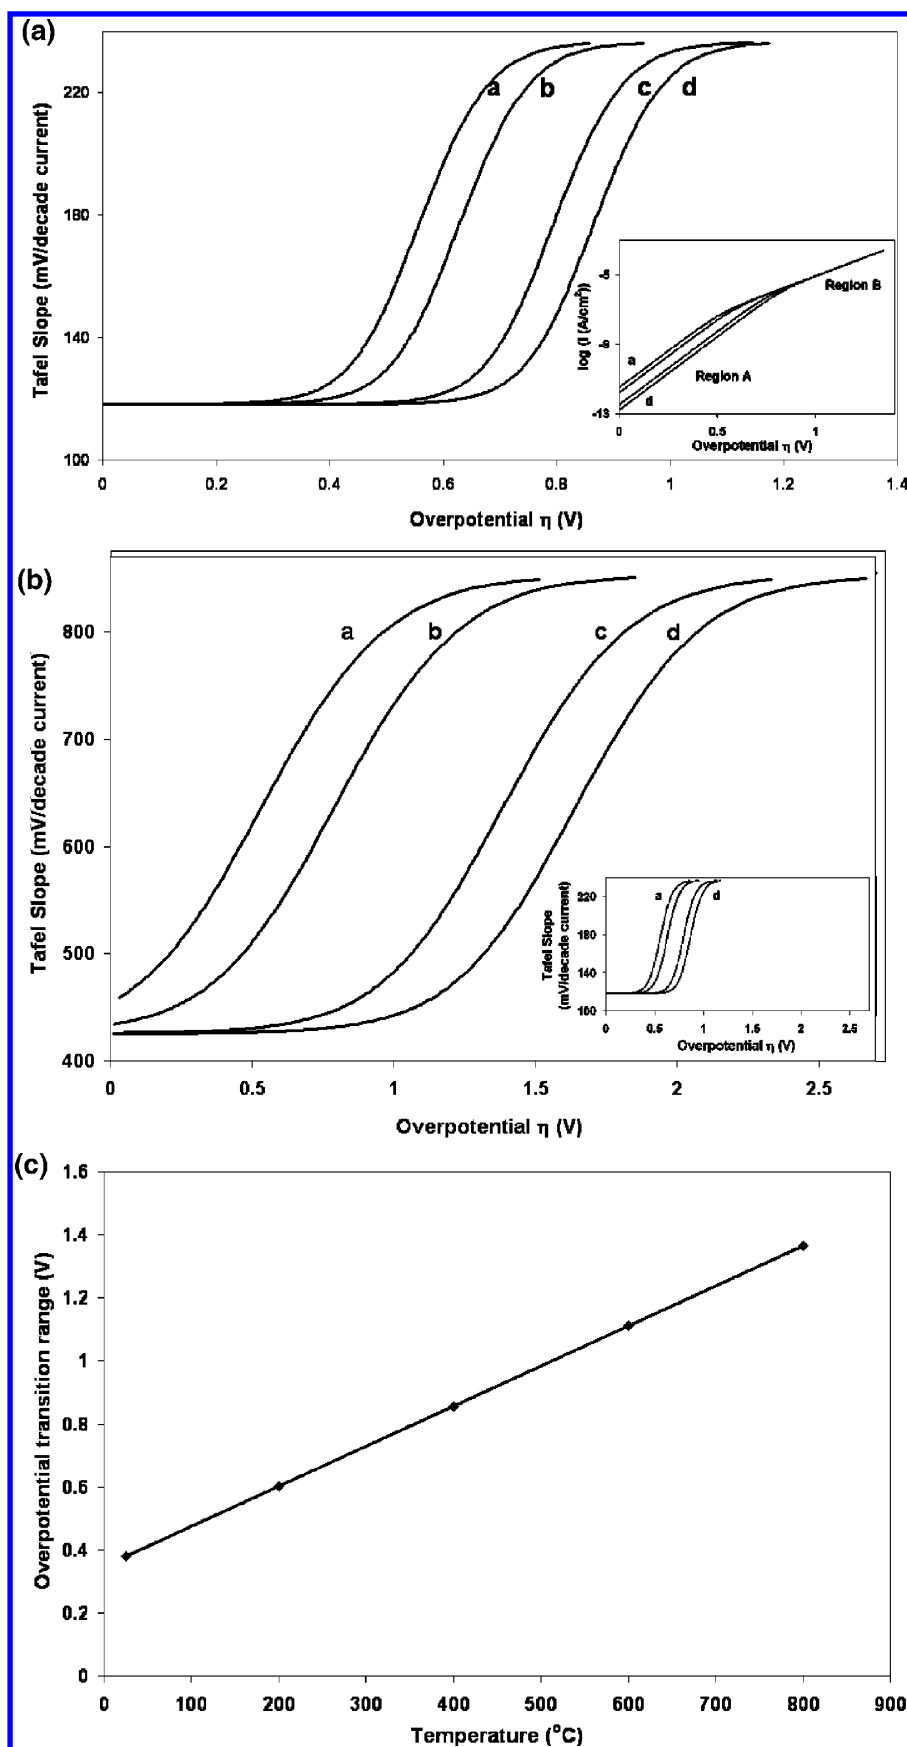 (a)
220
180
140
100
Tafel Slope (mV/decade current)
a
b
c
d
0
0.2
0.4
0.6
0.8
1
1.2
1.4
Overpotential η (V)
-5
-9
-13
log (I (A/cm²))
a
d
Region A
Region B
0
0.5
1
Overpotential η (V)
(b)
800
700
600
500
400
Tafel Slope (mV/decade current)
a
b
c
d
0
0.5
1
1.5
2
2.5
Overpotential η (V)
220
180
140
100
Tafel Slope
(mV/decade current)
a
d
0
0.5
1
1.5
2
2.5
Overpotential η (V)
(c)
1.6
1.4
1.2
1
0.8
0.6
0.4
0.2
0
Overpotential transition range (V)
0
100
200
300
400
500
600
700
800
900
Temperature (°C)